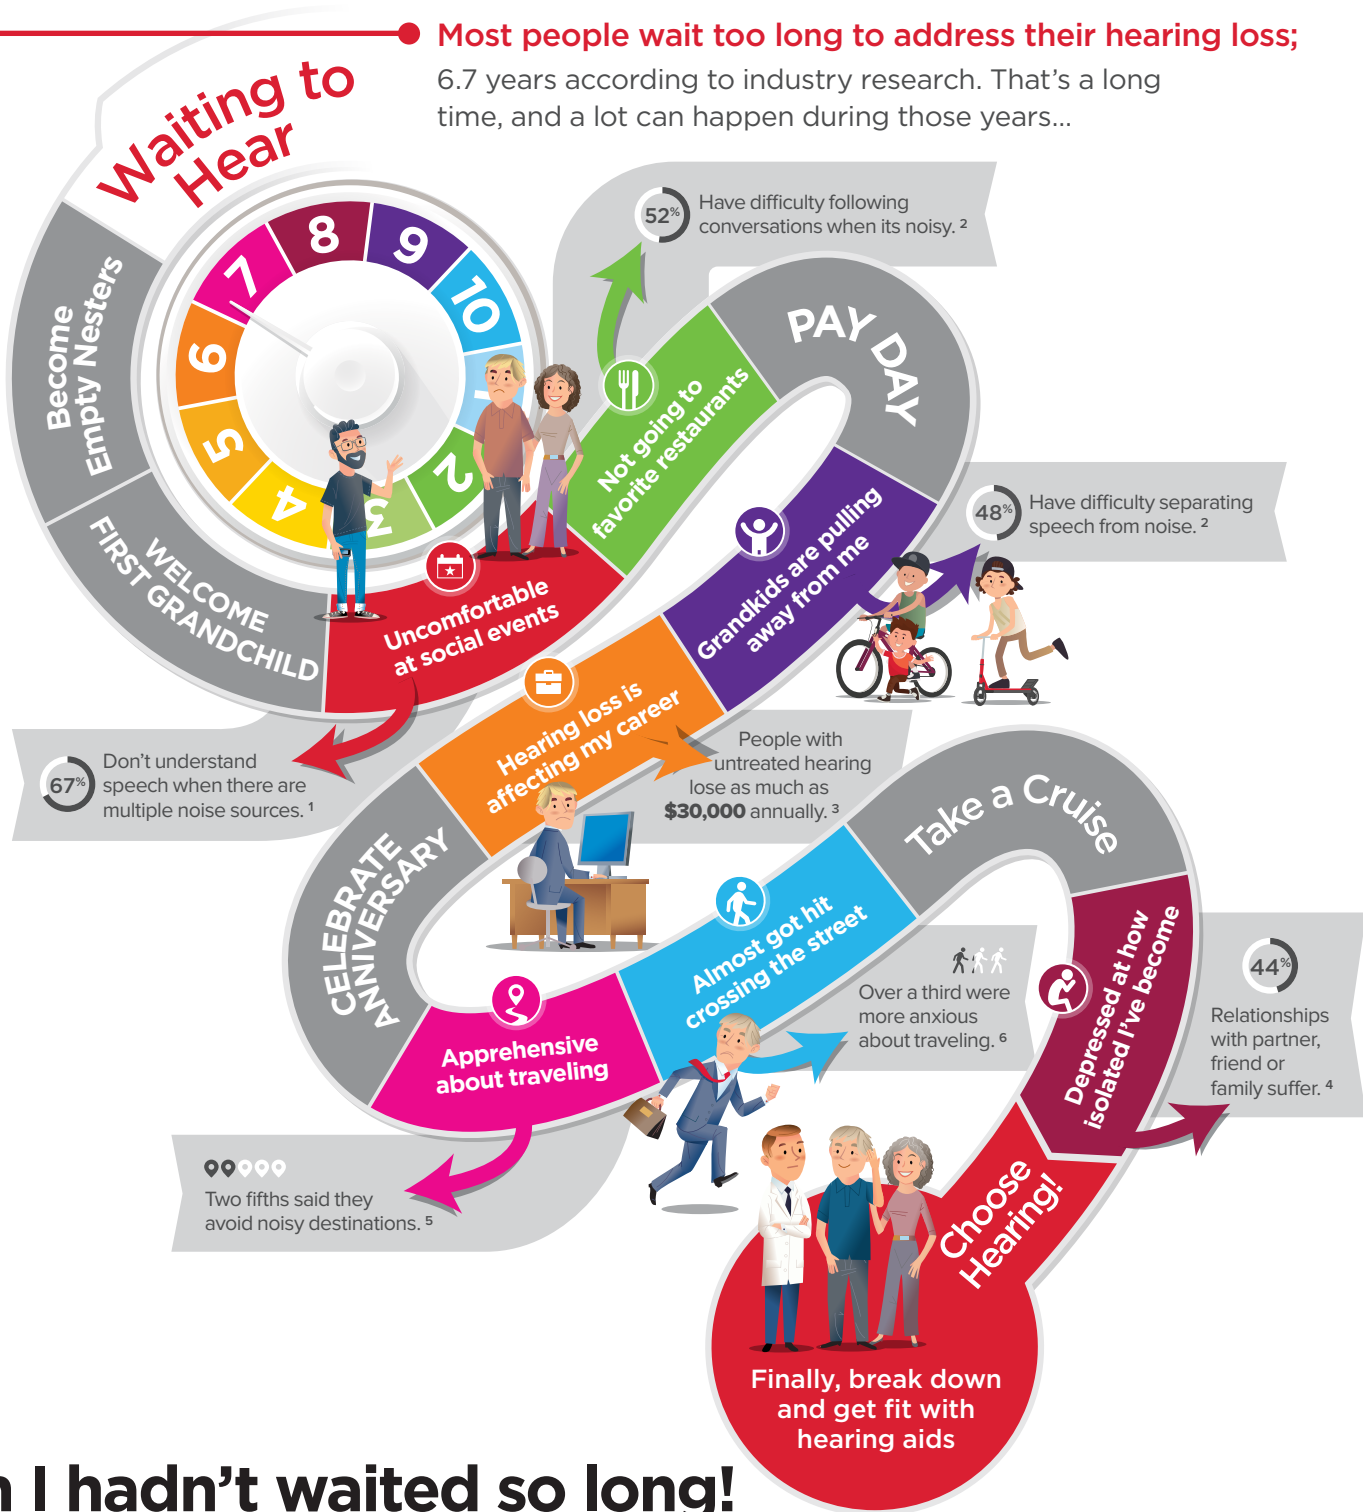 Most people wait too long to address their hearing loss;
6.7 years according to industry research. That's a long
time, and a lot can happen during those years...
Waiting to
Hear
Become
Empty Nesters
WELCOME
FIRST GRANDCHILD
8
9
10
7
6
5
4
3
2
Uncomfortable
at social events
67%
Don't understand
speech when there are
multiple noise sources. 1
Not going to
favorite restaurants
52%
Have difficulty following
conversations when its noisy. 2
PAY DAY
Grandkids are pulling
away from me
48%
Have difficulty separating
speech from noise. 2
Hearing loss is
affecting my career
People with
untreated hearing
lose as much as
$30,000 annually. 3
CELEBRATE
ANNIVERSARY
Apprehensive
about traveling
Two fifths said they
avoid noisy destinations. 5
Almost got hit
crossing the street
Over a third were
more anxious
about traveling. 6
Take a Cruise
Depressed at how
isolated I've become
44%
Relationships
with partner,
friend or
family suffer. 4
Choose
Hearing!
Finally, break down
and get fit with
hearing aids
I hadn't waited so long!